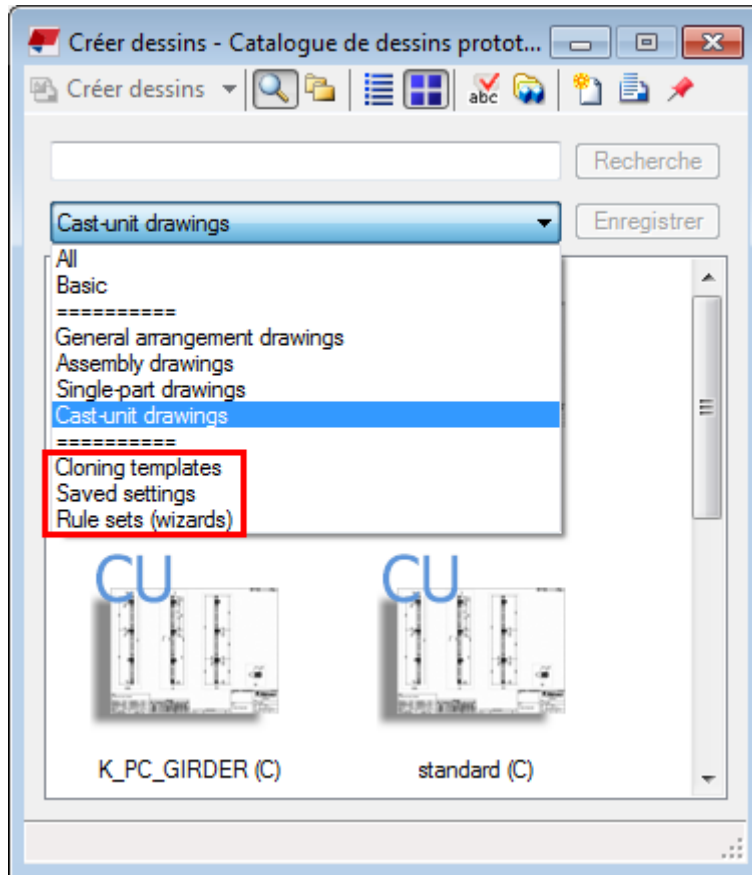 Créer dessins - Catalogue de dessins protot...
Créer dessins
abc
Recherche
Cast-unit drawings
Enregistrer
All
Basic
==========
General arrangement drawings
Assembly drawings
Single-part drawings
Cast-unit drawings
==========
Cloning templates
Saved settings
Rule sets (wizards)
CU
CU
K_PC_GIRDER (C)
standard (C)